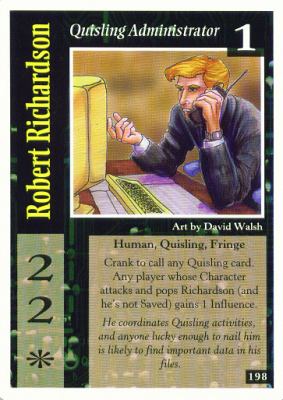 Quisling Administrator
1
Robert Richardson
Art by David Walsh
2
2
*
Human, Quisling, Fringe
Crank to call any Quisling card.
Any player whose Character
attacks and pops Richardson (and
he's not Saved) gains 1 Influence.
He coordinates Quisling activities,
and anyone lucky enough to nail him
is likely to find important data in his
files.
198